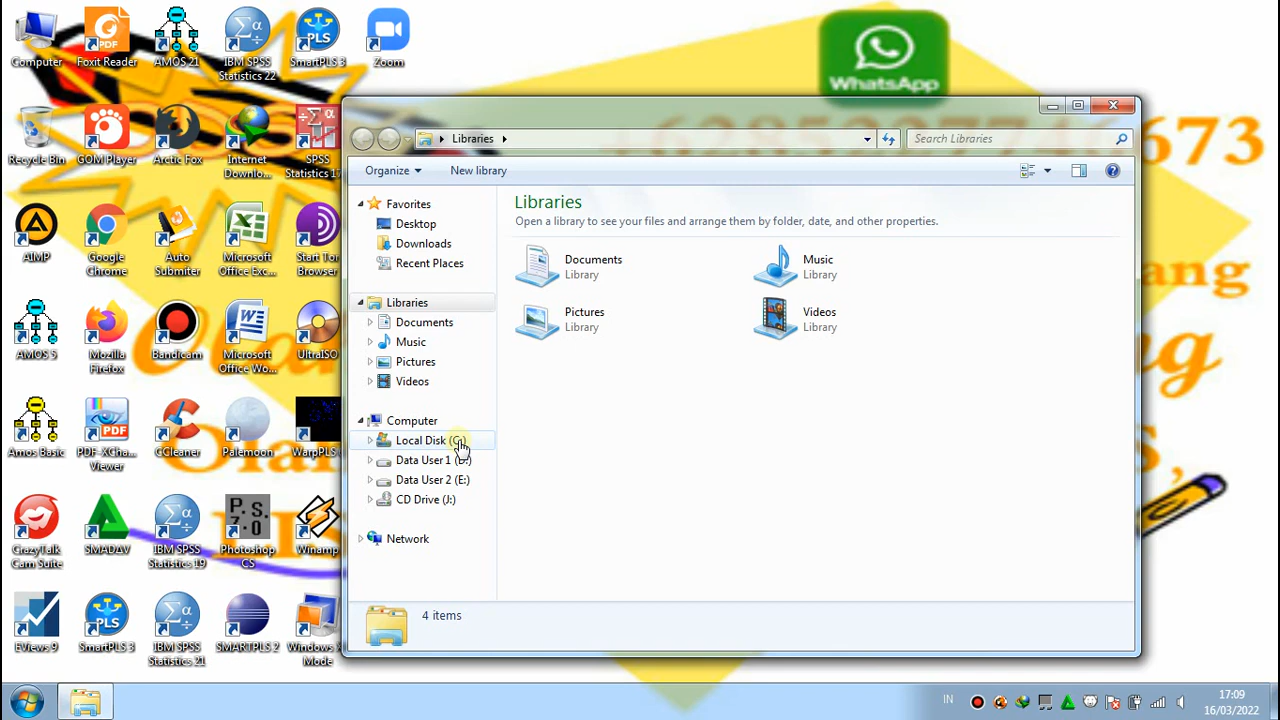 Computer
Foxit Reader
AMOS 21
IBM SPSS
Statistics 22
SmartPLS 3
Zoom
WhatsApp
Recycle Bin
GOM Player
Arctic Fox
Internet
Downlo...
SPSS
Statistics 17
673
AIMP
Google
Chrome
Auto
Submiter
Microsoft
Office Exc...
Start Tor
Browser
AMOS 5
Mozilla
Firefox
Bandicam
Microsoft
Office Wo...
UltraISO
Amos Basic
PDF-XChan...
Viewer
CCleaner
Palemoon
WarpPLS
CrazyTalk
Cam Suite
SMADΔV
IBM SPSS
Statistics 19
Photoshop
CS
Winamp
EViews 9
SmartPLS 3
IBM SPSS
Statistics 21
SMARTPLS 2
Windows X
Mode
Libraries
Search Libraries
Organize
New library
Favorites
Desktop
Downloads
Recent Places
Libraries
Documents
Music
Pictures
Videos
Computer
Local Disk (C:)
Data User 1 (D:)
Data User 2 (E:)
CD Drive (J:)
Network
Libraries
Open a library to see your files and arrange them by folder, date, and other properties.
Documents
Library
Music
Library
Pictures
Library
Videos
Library
4 items
IN
17:09
16/03/2022